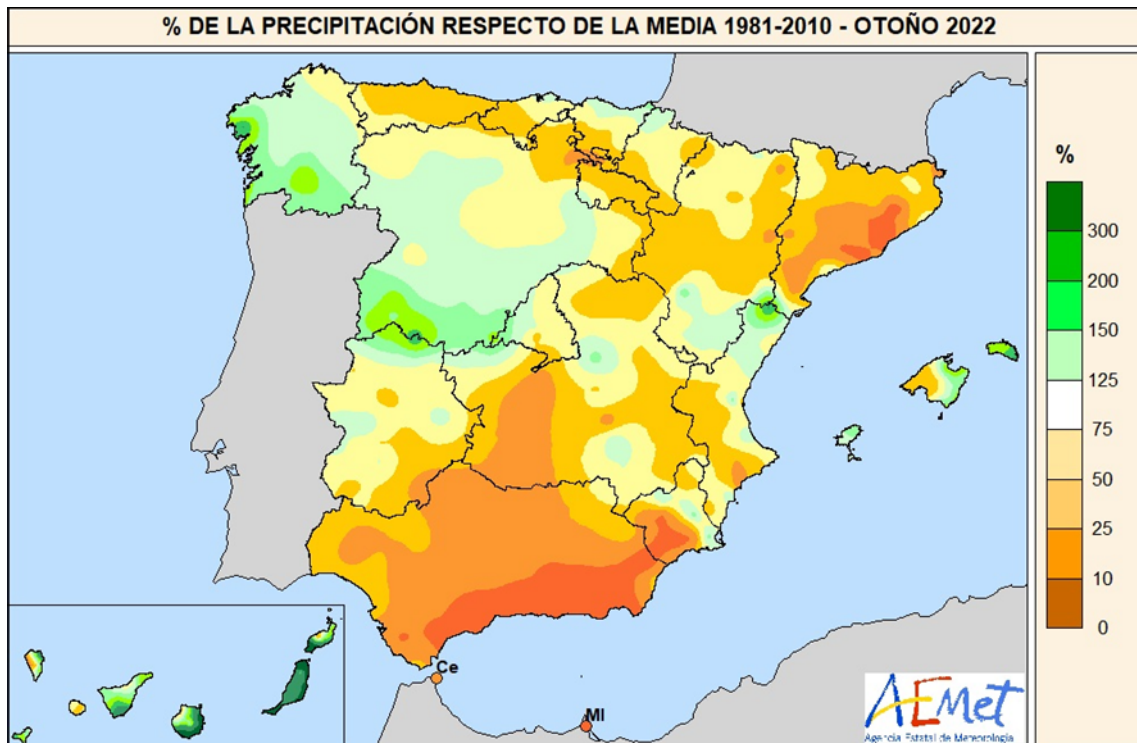 % DE LA PRECIPITACIÓN RESPECTO DE LA MEDIA 1981-2010 - OTOÑO 2022
%
300
200
150
125
75
50
25
10
0
Ce
Ml
AEMet
Agencia Estatal de Meteorología